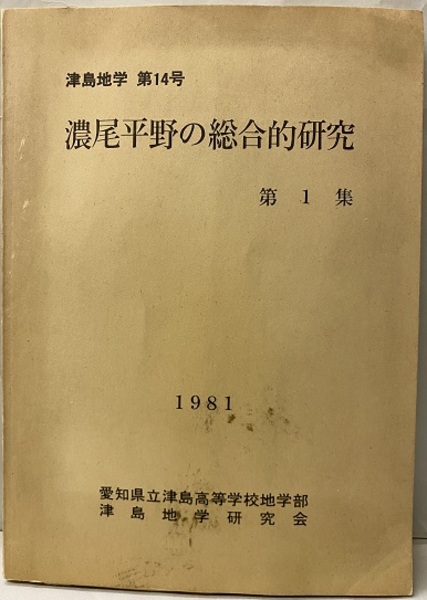 津島地学 第14号
濃尾平野の総合的研究
第 1 集
1981
愛知県立津島高等学校地学部
津島地学研究会